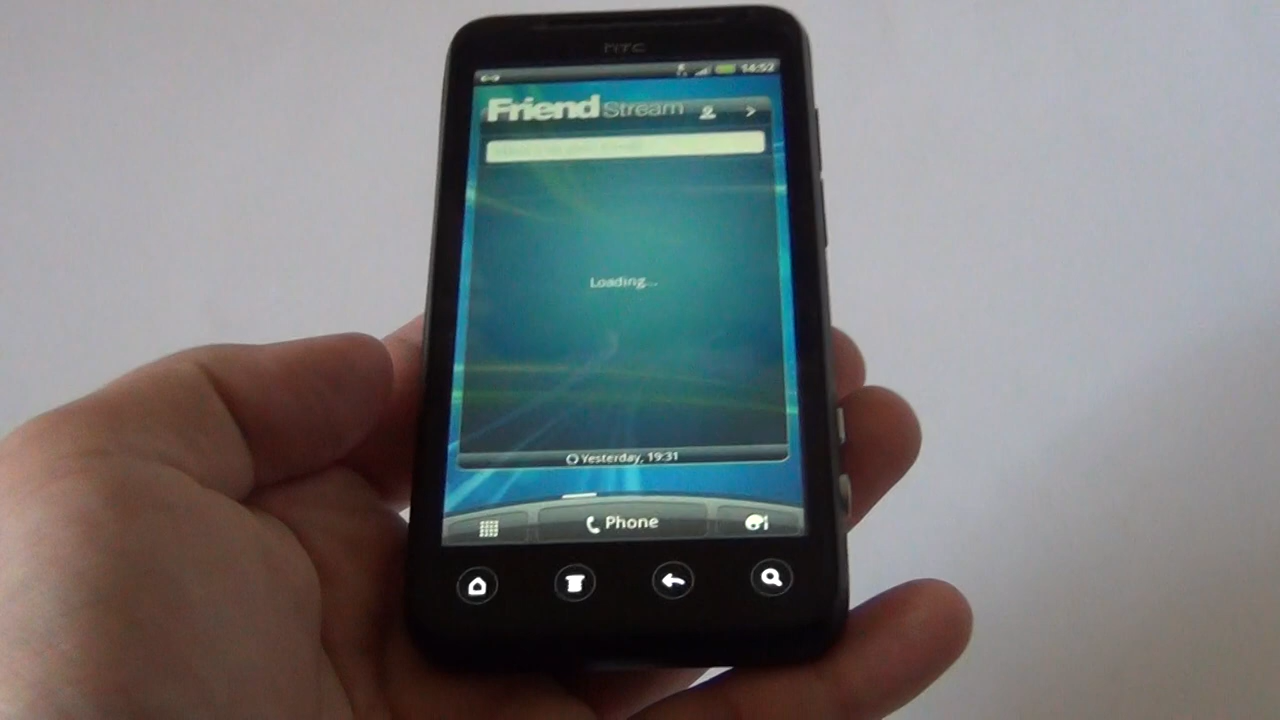 hTC
14:52
Friend Stream
Loading...
Yesterday, 19:31
Phone